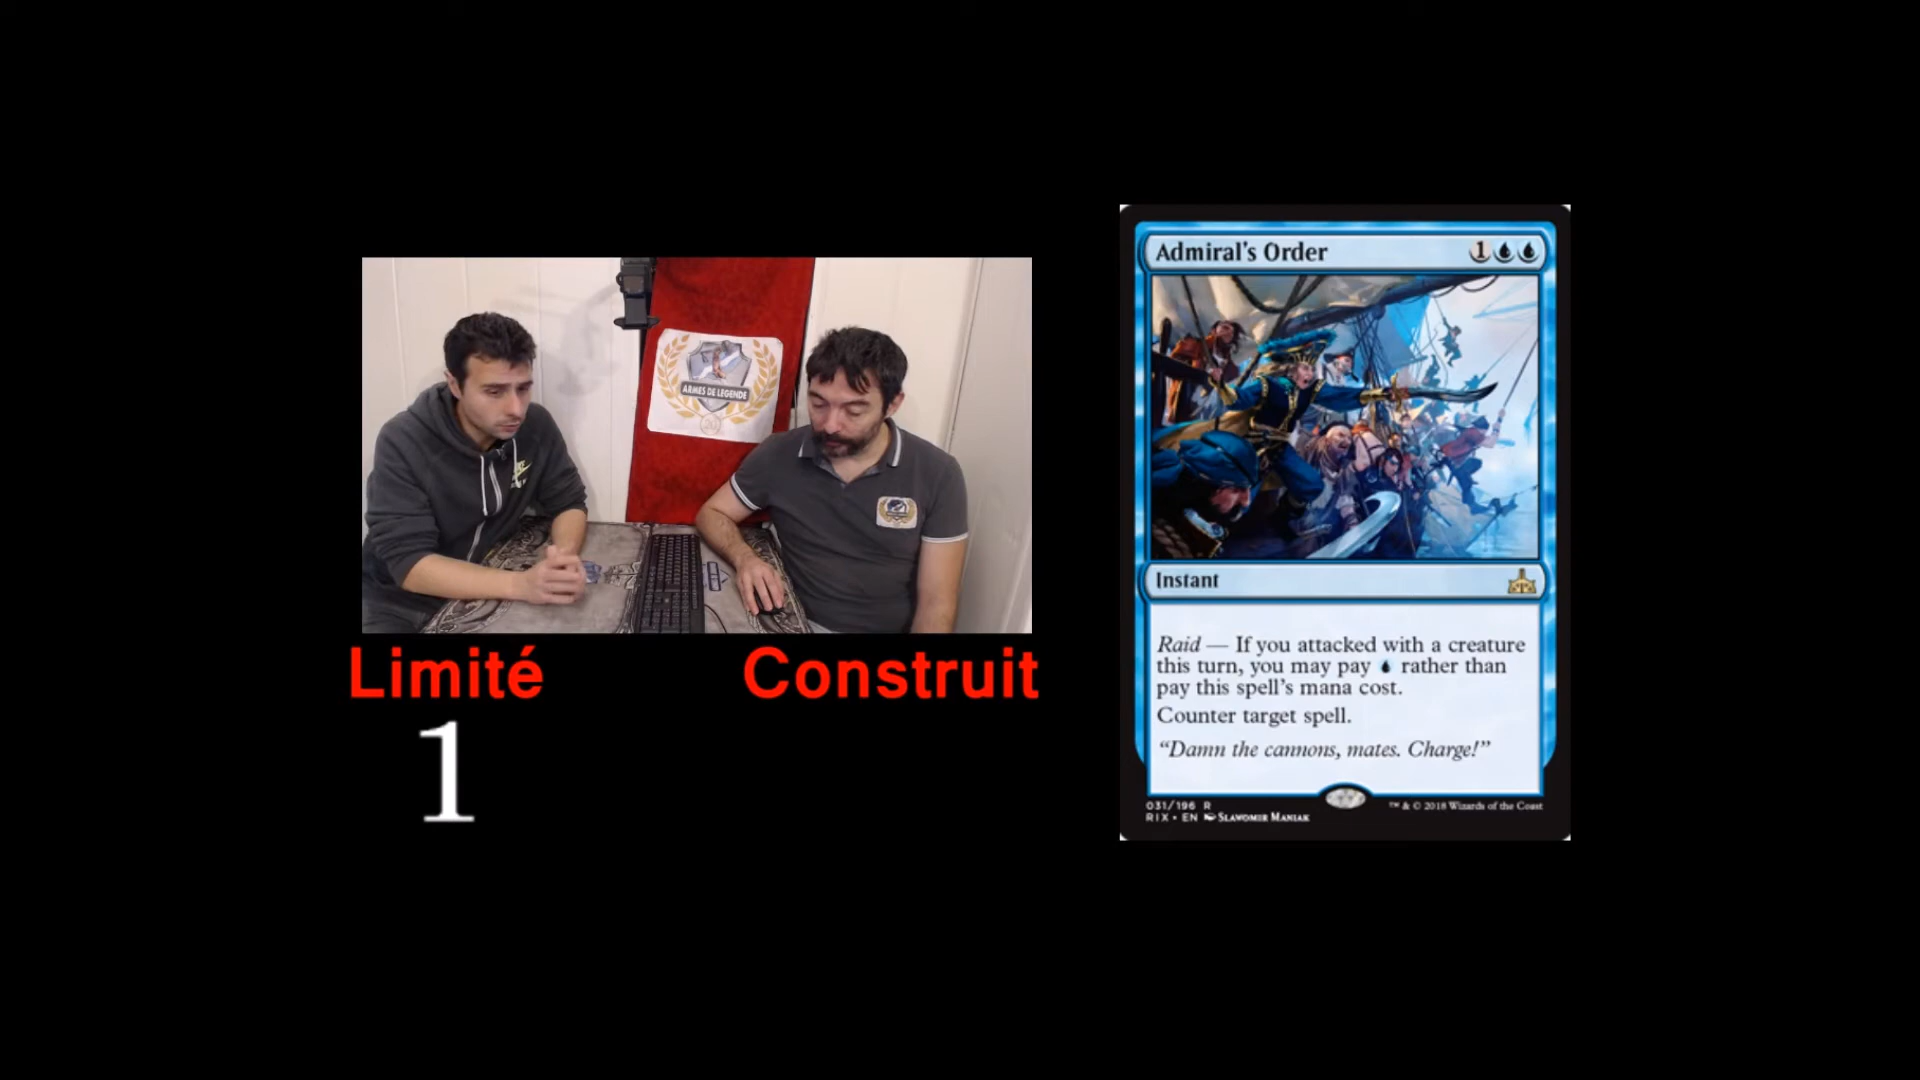 ARMES DE LEGENDE
20
Limité
Construit
1
Admiral's Order
1
Instant
Raid — If you attacked with a creature
this turn, you may pay rather than
pay this spell's mana cost.
Counter target spell.
“Damn the cannons, mates. Charge!”
031/196 R
RIX • EN SLAWOMIR MANIAK
™ & © 2018 Wizards of the Coast